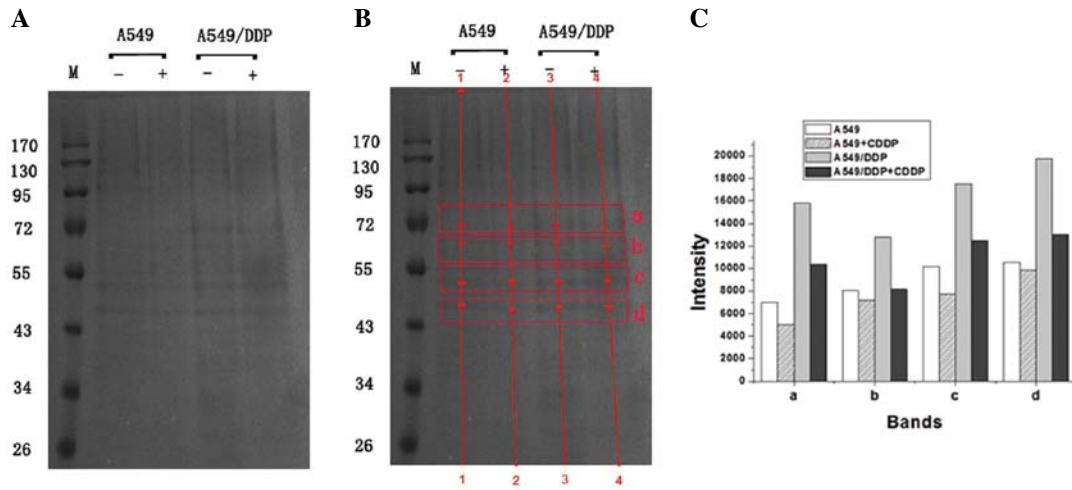 A
A549 A549/DDP
M − + − +
170
130
95
72
55
43
34
26
B
A549 A549/DDP
M − + − +
1 2 3 4
170
130
95
72
55
43
34
26
a
b
c
d
1 2 3 4
C
A549
A549+CDDP
A549/DDP
A549/DDP+CDDP
Intensity
20000
18000
16000
14000
12000
10000
8000
6000
4000
2000
0
a b c d
Bands